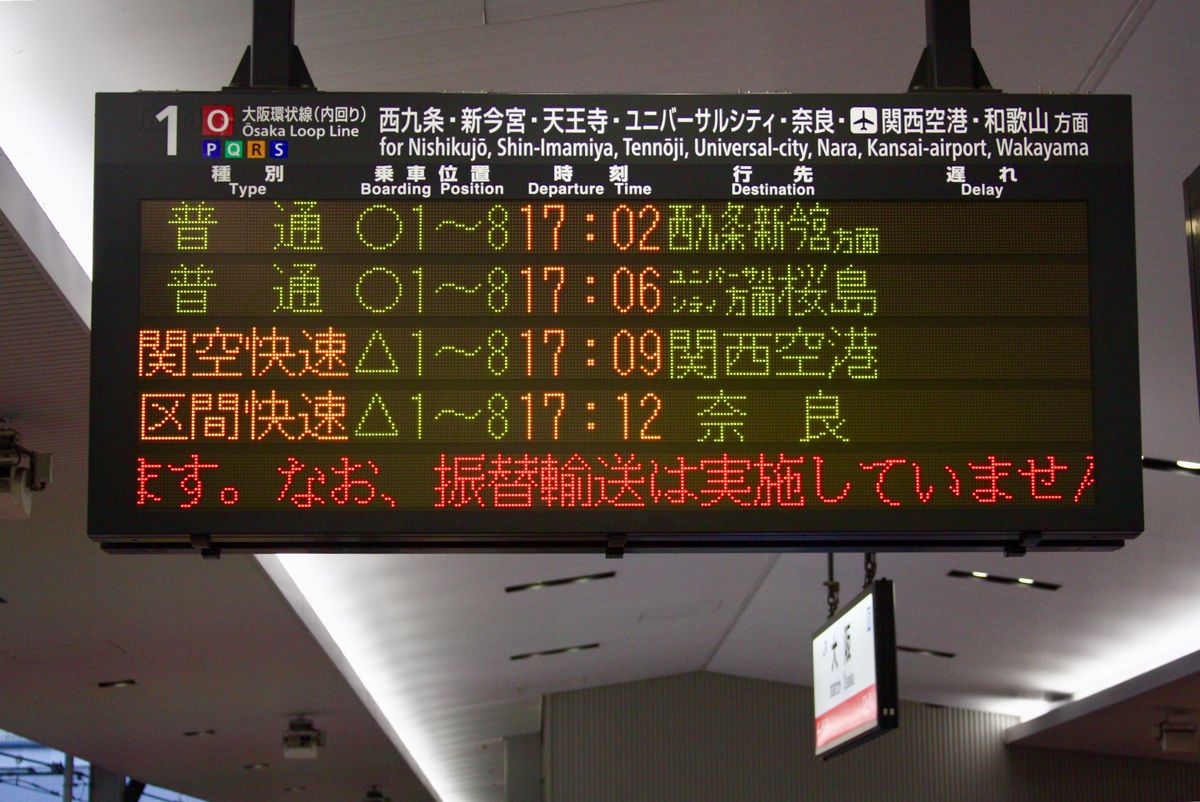 1 O 大阪環状線(内回り) 西九条・新今宮・天王寺・ユニバーサルシティ・奈良・関西空港・和歌山 方面
Ōsaka Loop Line for Nishikujō, Shin-Imamiya, Tennōji, Universal-city, Nara, Kansai-airport, Wakayama
P Q R S
種別 乗車位置 時刻 行先 遅れ
Type Boarding Position Departure Time Destination Delay
普通 ○1～8 17:02 西九条・新今宮方面
普通 ○1～8 17:06 ユニバーサルシティ方面桜島
関空快速 △1～8 17:09 関西空港
区間快速 △1～8 17:12 奈良
ます。なお、振替輸送は実施していません
大阪
Ōsaka